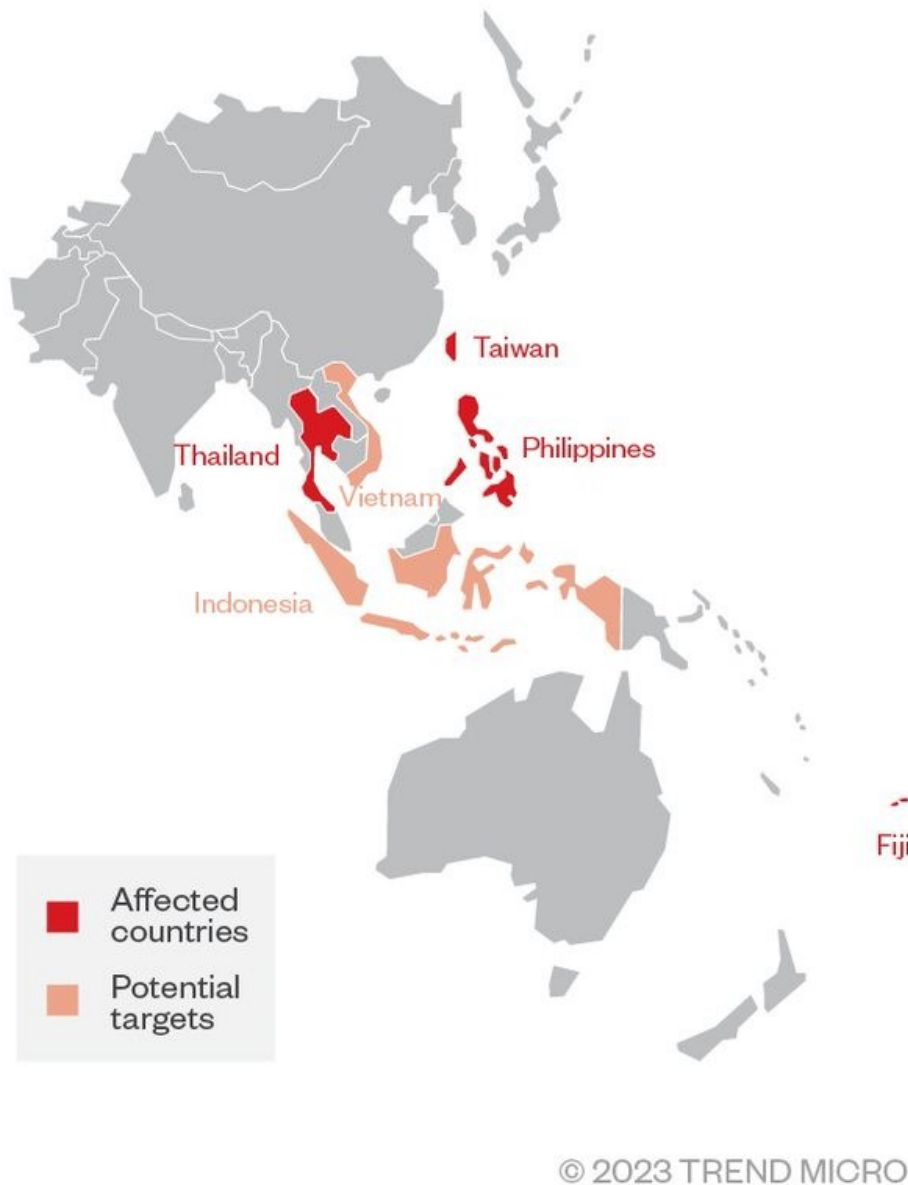 Taiwan
Thailand
Philippines
Vietnam
Indonesia
Fiji
Affected
countries
Potential
targets
© 2023 TREND MICRO